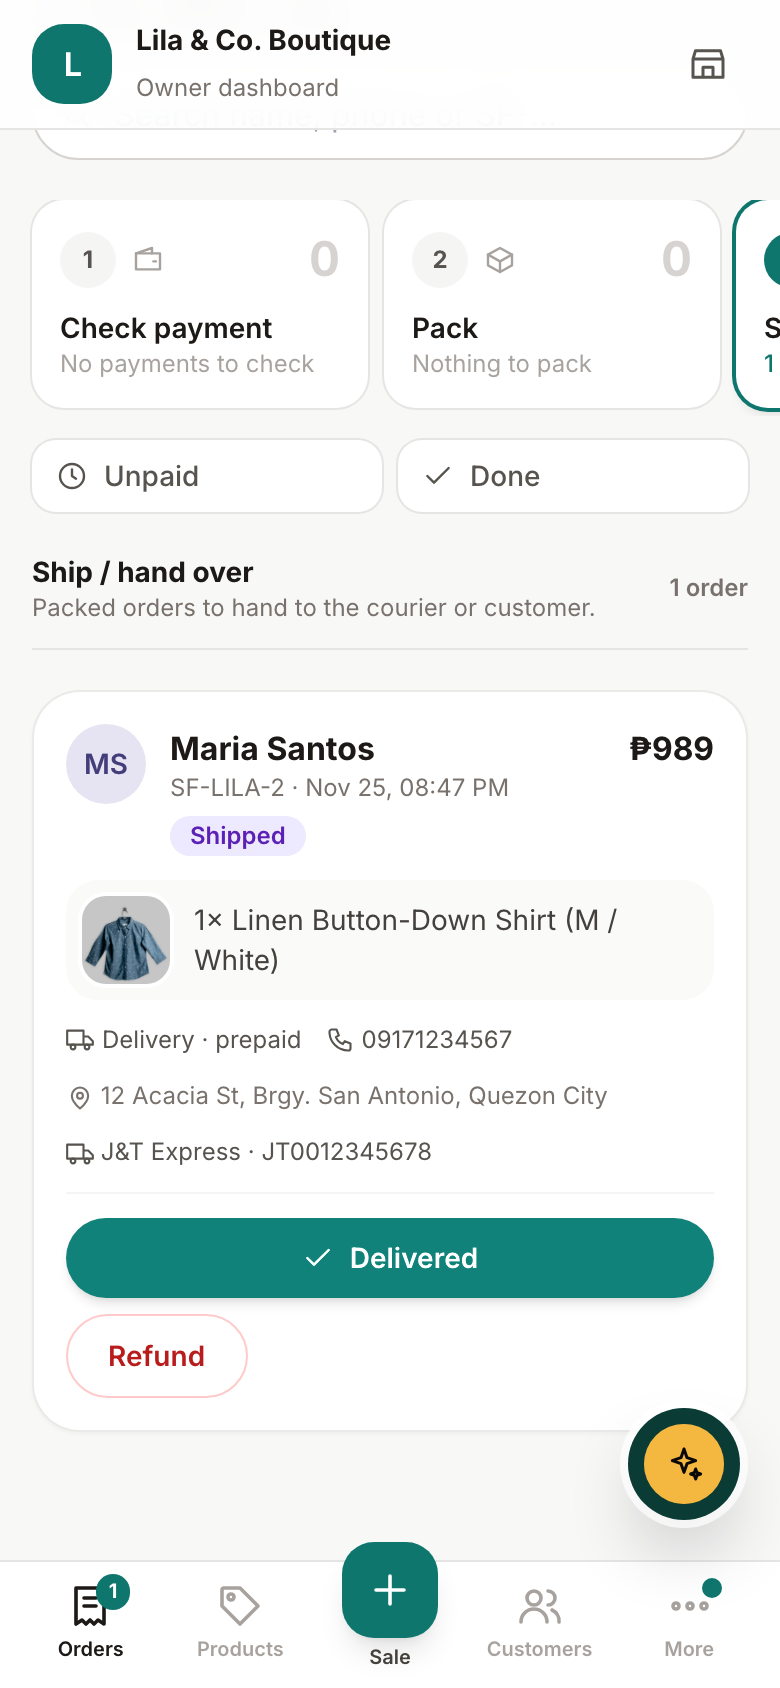 L
Lila & Co. Boutique
Owner dashboard
1
0
Check payment
No payments to check
2
0
Pack
Nothing to pack
S
1
Unpaid
Done
Ship / hand over
Packed orders to hand to the courier or customer.
1 order
MS
Maria Santos
₱989
SF-LILA-2 · Nov 25, 08:47 PM
Shipped
1× Linen Button-Down Shirt (M /
White)
Delivery · prepaid
09171234567
12 Acacia St, Brgy. San Antonio, Quezon City
J&T Express · JT0012345678
Delivered
Refund
1
Orders
Products
Sale
Customers
More